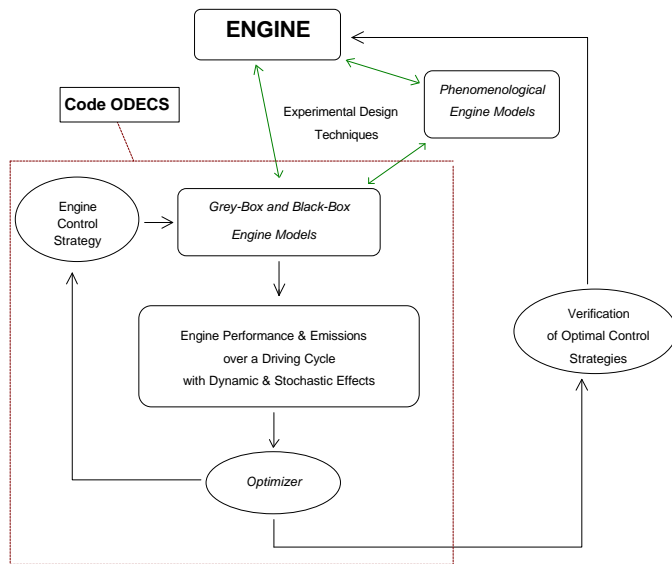 ENGINE
Phenomenological
Engine Models
Code ODECS
Experimental Design
Techniques
Engine
Control
Strategy
Grey-Box and Black-Box
Engine Models
Engine Performance & Emissions
over a Driving Cycle
with Dynamic & Stochastic Effects
Verification
of Optimal Control
Strategies
Optimizer